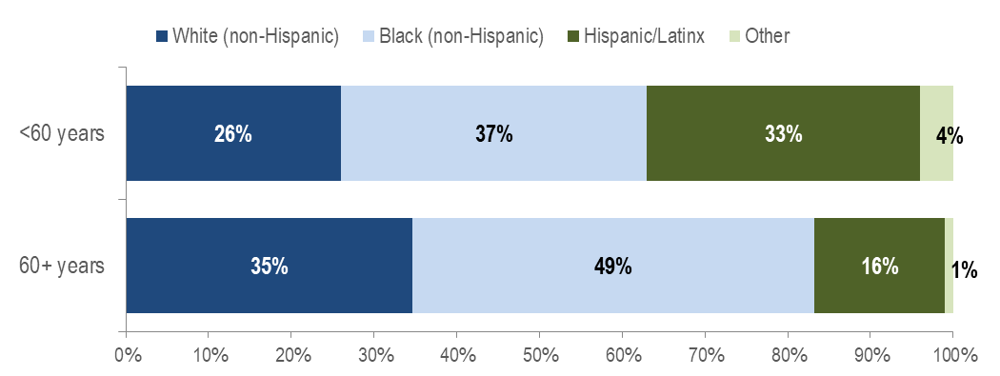 White (non-Hispanic) Black (non-Hispanic) Hispanic/Latinx Other
<60 years 26% 37% 33% 4%
60+ years 35% 49% 16% 1%
0% 10% 20% 30% 40% 50% 60% 70% 80% 90% 100%